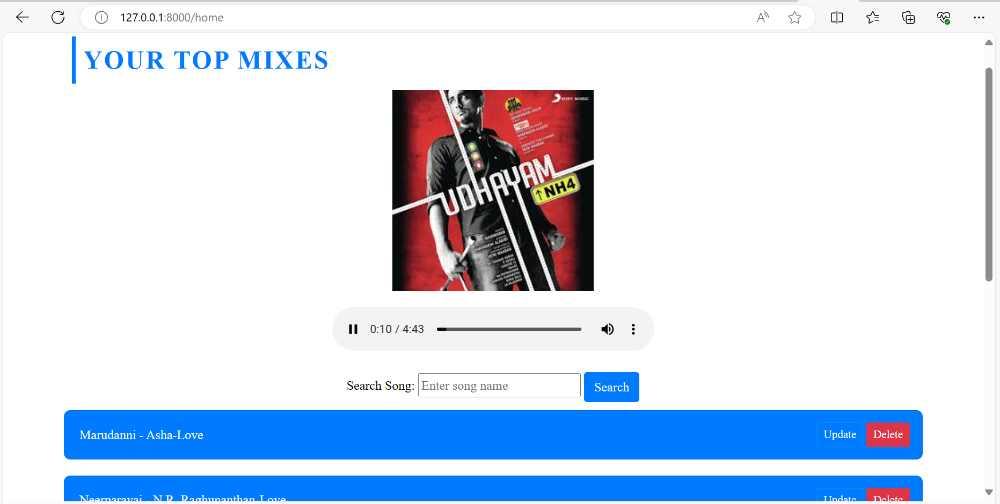 127.0.0.1:8000/home
YOUR TOP MIXES
SONY MUSIC
UDHAYAM
↑NH4
0:10 / 4:43
Search Song: Enter song name Search
Marudanni - Asha-Love Update Delete
Neerparavai - N.R. Raghunanthan-Love Update Delete